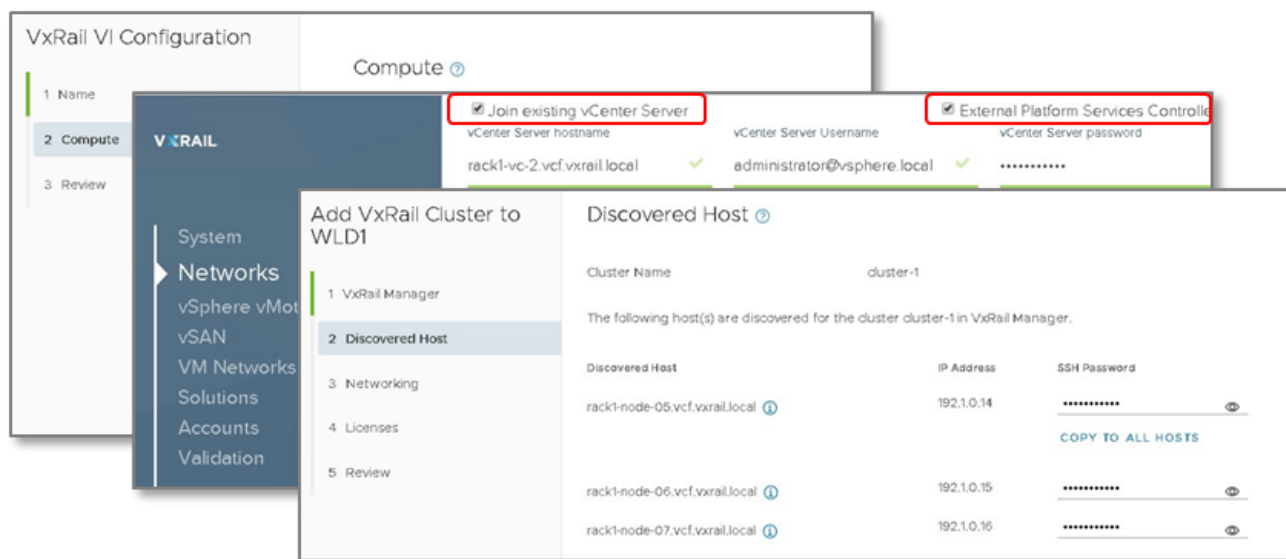 VxRail VI Configuration
1 Name
2 Compute
3 Review
Compute
VXRAIL
System
Networks
vSphere vMot
vSAN
VM Networks
Solutions
Accounts
Validation
Join existing vCenter Server
External Platform Services Controlle
vCenter Server hostname
vCenter Server Username
vCenter Server password
rack1-vc-2.vcf.vxrail.local
administrator@vsphere.local
•••••••••••
Add VxRail Cluster to
WLD1
1 VxRail Manager
2 Discovered Host
3 Networking
4 Licenses
5 Review
Discovered Host
Cluster Name cluster-1
The following host(s) are discovered for the cluster cluster-1 in VxRail Manager.
Discovered Host IP Address SSH Password
rack1-node-05.vcf.vxrail.local 192.1.0.14 •••••••••••
COPY TO ALL HOSTS
rack1-node-06.vcf.vxrail.local 192.1.0.15 •••••••••••
rack1-node-07.vcf.vxrail.local 192.1.0.16 •••••••••••